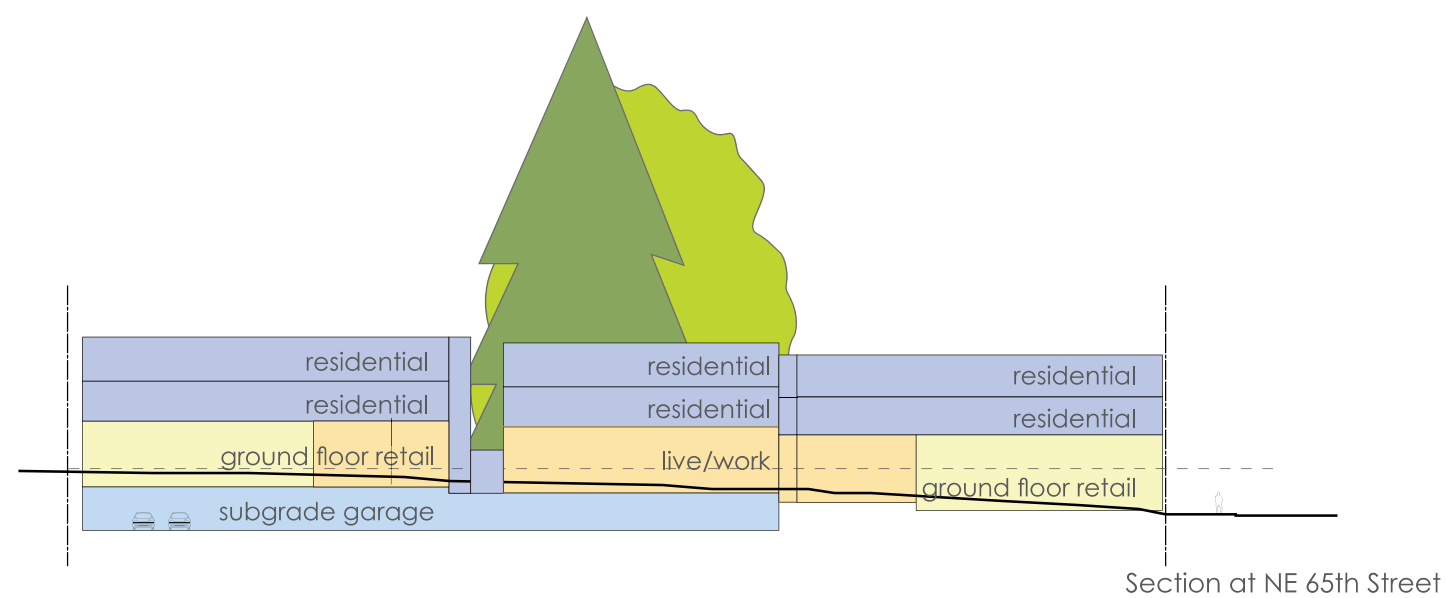 residential
residential
ground floor retail
subgrade garage
residential
residential
live/work
residential
residential
ground floor retail
Section at NE 65th Street